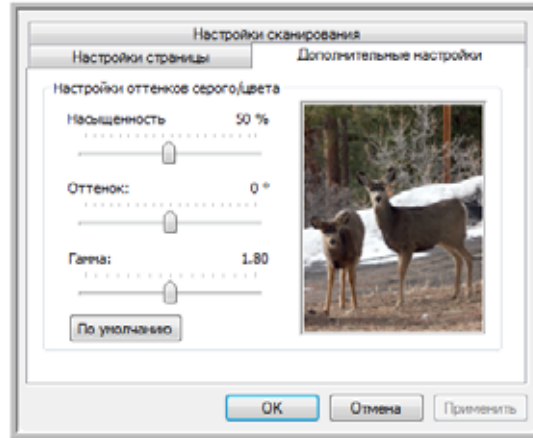 Настройки сканирования
Настройки страницы
Дополнительные настройки
Настройки оттенков серого/цвета
Насыщенность 50 %
Оттенок: 0 °
Гамма: 1.80
По умолчанию
OK Отмена Применить